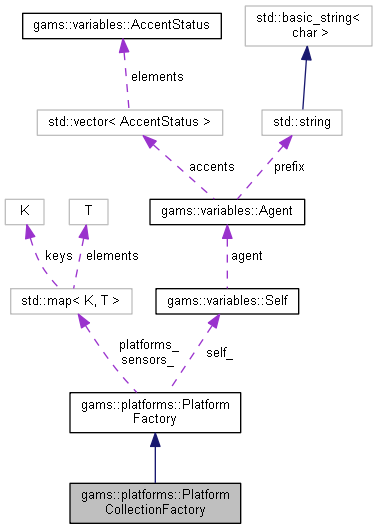 gams::variables::AccentStatus
std::basic_string<
char >
elements
std::vector< AccentStatus >
std::string
accents
prefix
K
T
gams::variables::Agent
keys
elements
agent
std::map< K, T >
gams::variables::Self
platforms_
sensors_
self_
gams::platforms::Platform
Factory
gams::platforms::Platform
CollectionFactory